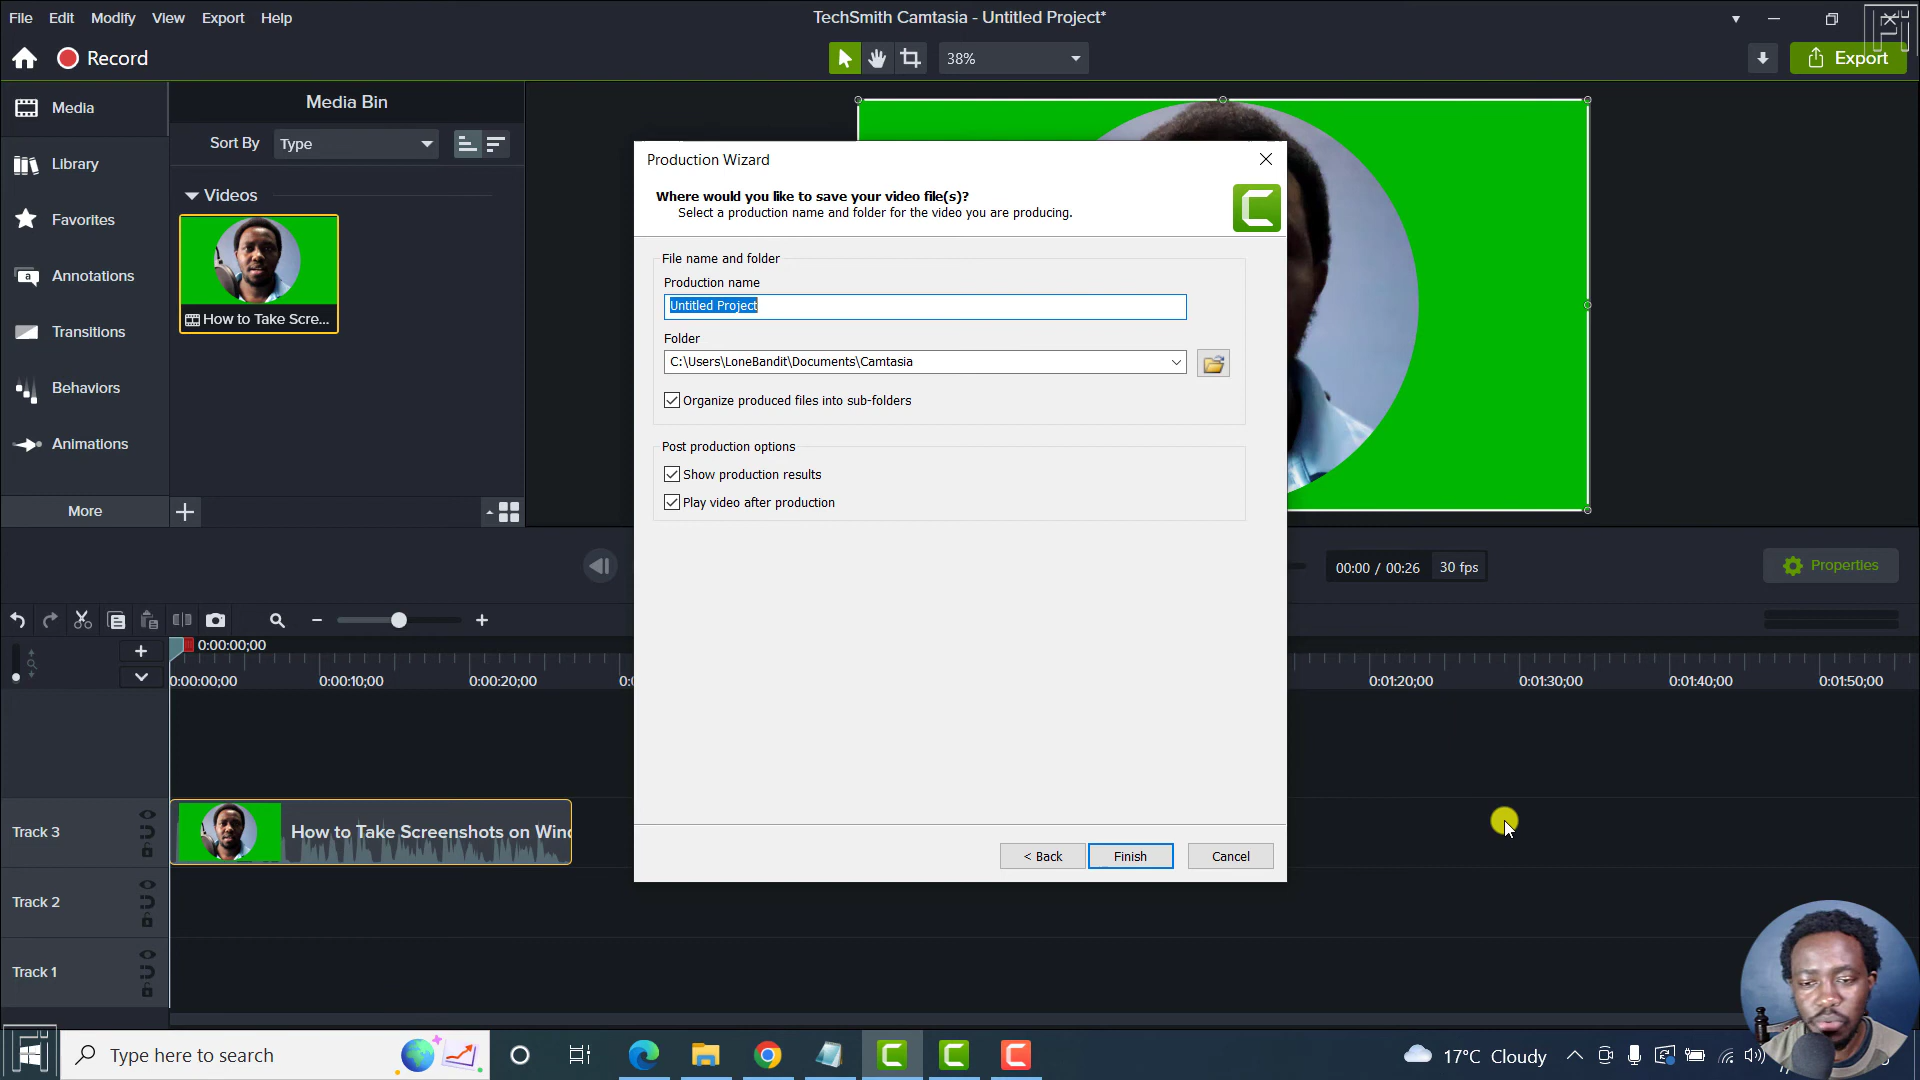 File Edit Modify View Export Help
TechSmith Camtasia - Untitled Project*
Record
38%
Export
Media
Library
Favorites
Annotations
Transitions
Behaviors
Animations
More
Media Bin
Sort By Type
Videos
How to Take Scre...
Production Wizard
Where would you like to save your video file(s)?
Select a production name and folder for the video you are producing.
File name and folder
Production name
Untitled Project
Folder
C:\Users\LoneBandit\Documents\Camtasia
Organize produced files into sub-folders
Post production options
Show production results
Play video after production
< Back Finish Cancel
00:00 / 00:26 30 fps
Properties
0:00:00;00
0:00:00;00 0:00:10;00 0:00:20;00 0:01:20;00 0:01:30;00 0:01:40;00 0:01:50;00
Track 3
How to Take Screenshots on Wind
Track 2
Track 1
Type here to search
17°C Cloudy